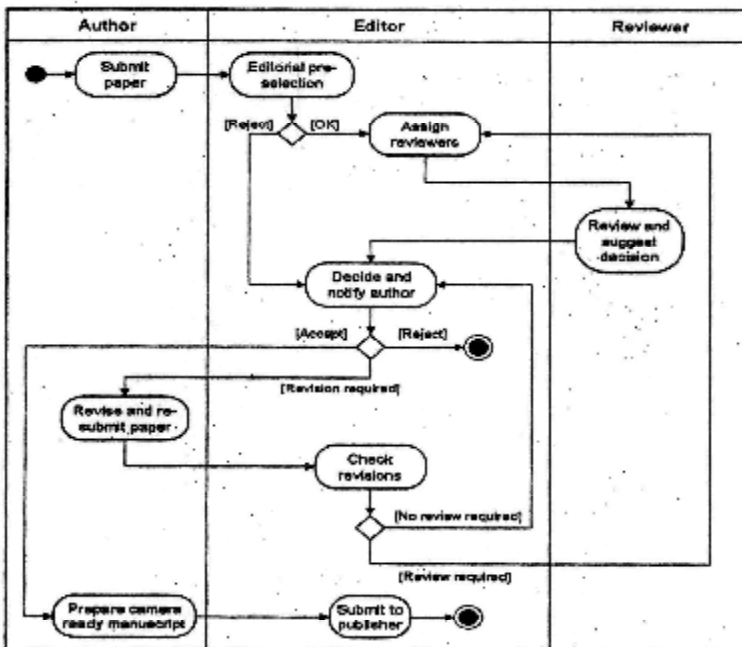 Author
Editor
Reviewer
Submit
paper
Editorial pre-
selection
[Reject]
[OK]
Assign
reviewers
Review and
suggest
decision
Decide and
notify author
[Accept]
[Reject]
[Revision required]
Revise and re-
submit paper
Check
revisions
[No review required]
[Review required]
Prepare camera
ready manuscript
Submit to
publisher